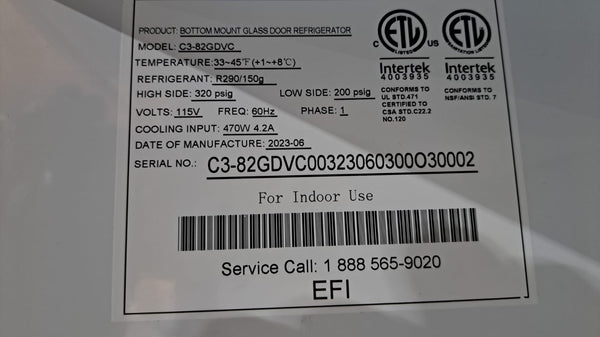 PRODUCT: BOTTOM MOUNT GLASS DOOR REFRIGERATOR
MODEL: C3-82GDVC
TEMPERATURE: 33~45℉ (+1~+8℃)
REFRIGERANT: R290/150g
HIGH SIDE: 320 psig LOW SIDE: 200 psig
VOLTS: 115V FREQ: 60Hz PHASE: 1
COOLING INPUT: 470W 4.2A
DATE OF MANUFACTURE: 2023-06
SERIAL NO.: C3-82GDVC00323060300O30002
C ETL US
LISTED
Intertek
4003935
CONFORMS TO
UL STD.471
CERTIFIED TO
CSA STD.C22.2
NO.120
ETL
SANITATION LISTED
Intertek
4003935
CONFORMS TO
NSF/ANSI STD. 7
For Indoor Use
Service Call: 1 888 565-9020
EFI